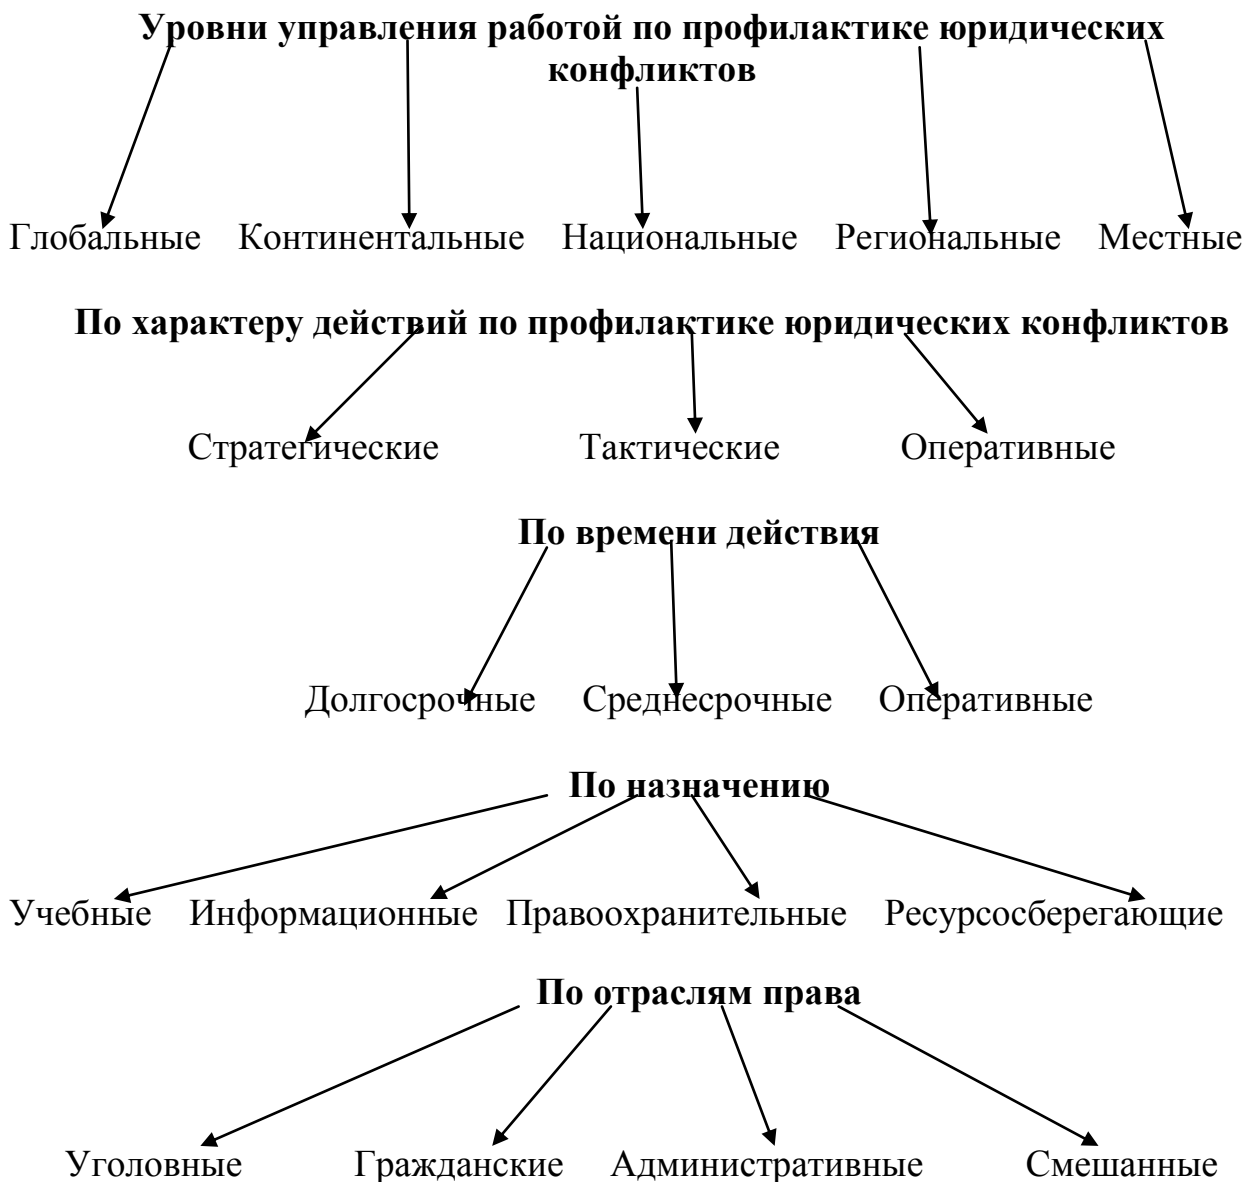 Уровни управления работой по профилактике юридических
конфликтов
Глобальные Континентальные Национальные Региональные Местные
По характеру действий по профилактике юридических конфликтов
Стратегические Тактические Оперативные
По времени действия
Долгосрочные Среднесрочные Оперативные
По назначению
Учебные Информационные Правоохранительные Ресурсосберегающие
По отраслям права
Уголовные Гражданские Административные Смешанные